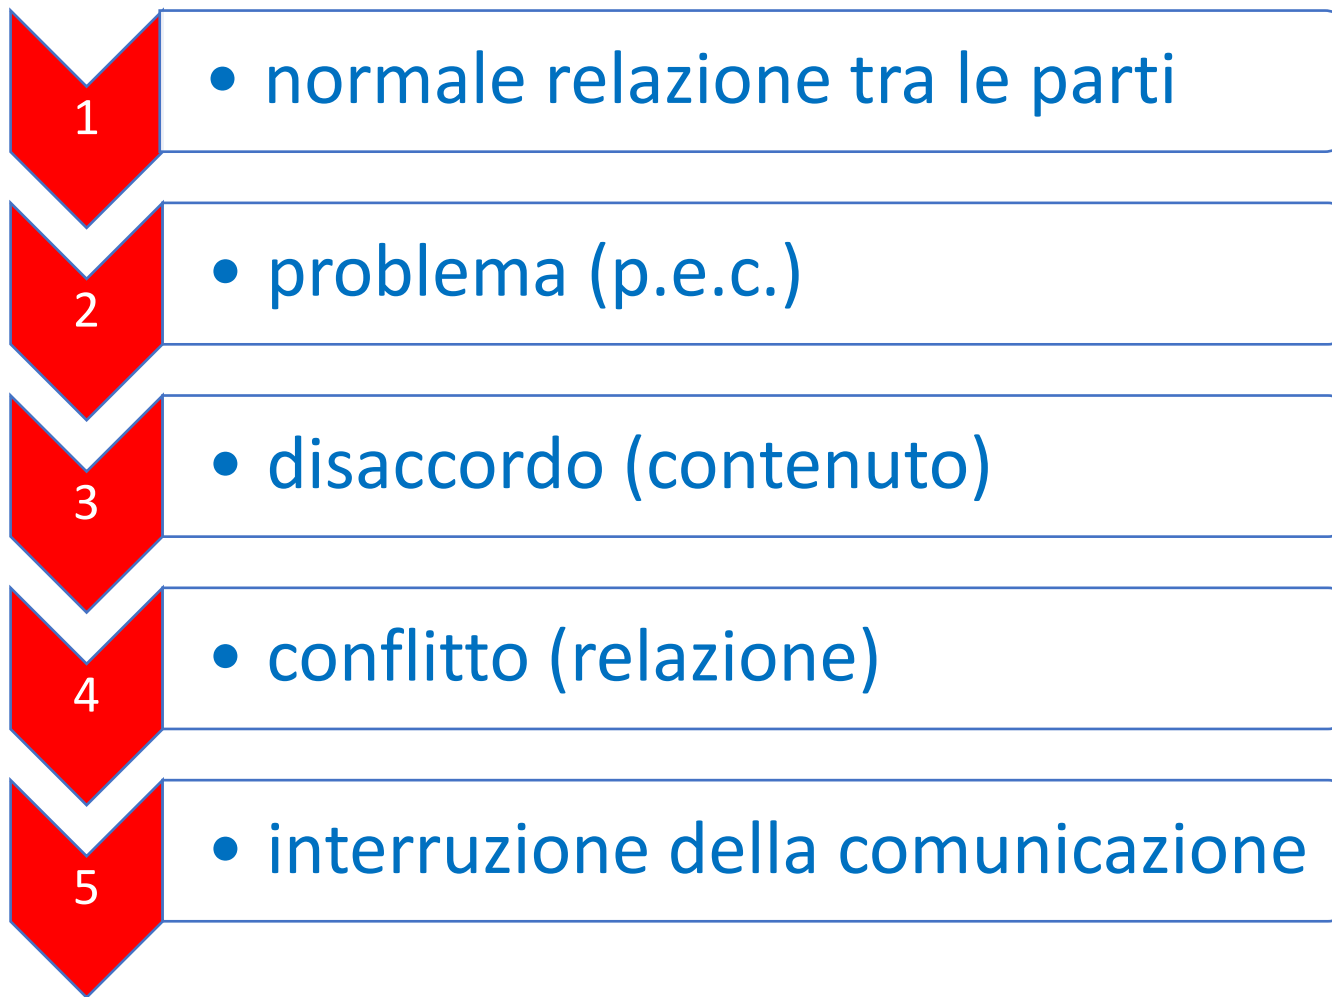 1
• normale relazione tra le parti
2
• problema (p.e.c.)
3
• disaccordo (contenuto)
4
• conflitto (relazione)
5
• interruzione della comunicazione